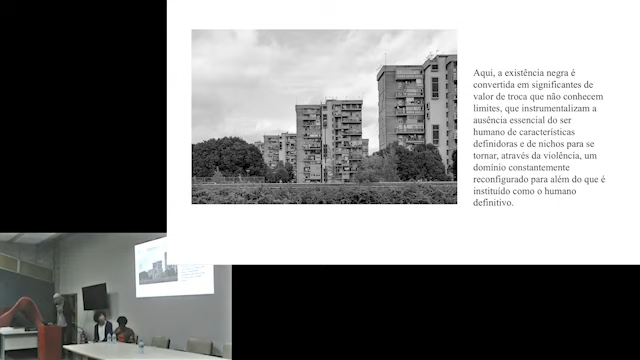 Aqui, a existência negra é
convertida em significantes de
valor de troca que não conhecem
limites, que instrumentalizam a
ausência essencial do ser
humano de características
definidoras e de nichos para se
tornar, através da violência, um
domínio constantemente
reconfigurado para além do que é
instituído como o humano
definitivo.